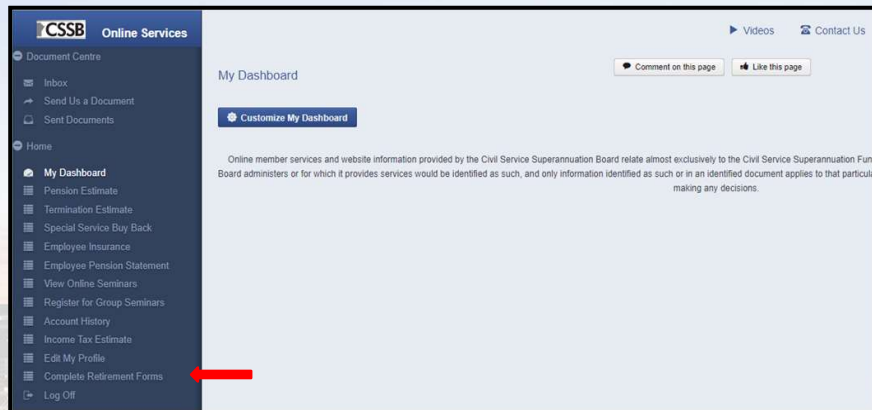 CSSB Online Services
Videos
Contact Us
Document Centre
Inbox
Send Us a Document
Sent Documents
Home
My Dashboard
Pension Estimate
Termination Estimate
Special Service Buy Back
Employee Insurance
Employee Pension Statement
View Online Seminars
Register for Group Seminars
Account History
Income Tax Estimate
Edit My Profile
Complete Retirement Forms
Log Off
My Dashboard
Comment on this page
Like this page
Customize My Dashboard
Online member services and website information provided by the Civil Service Superannuation Board relate almost exclusively to the Civil Service Superannuation Fun
Board administers or for which it provides services would be identified as such, and only information identified as such or in an identified document applies to that particula
making any decisions.